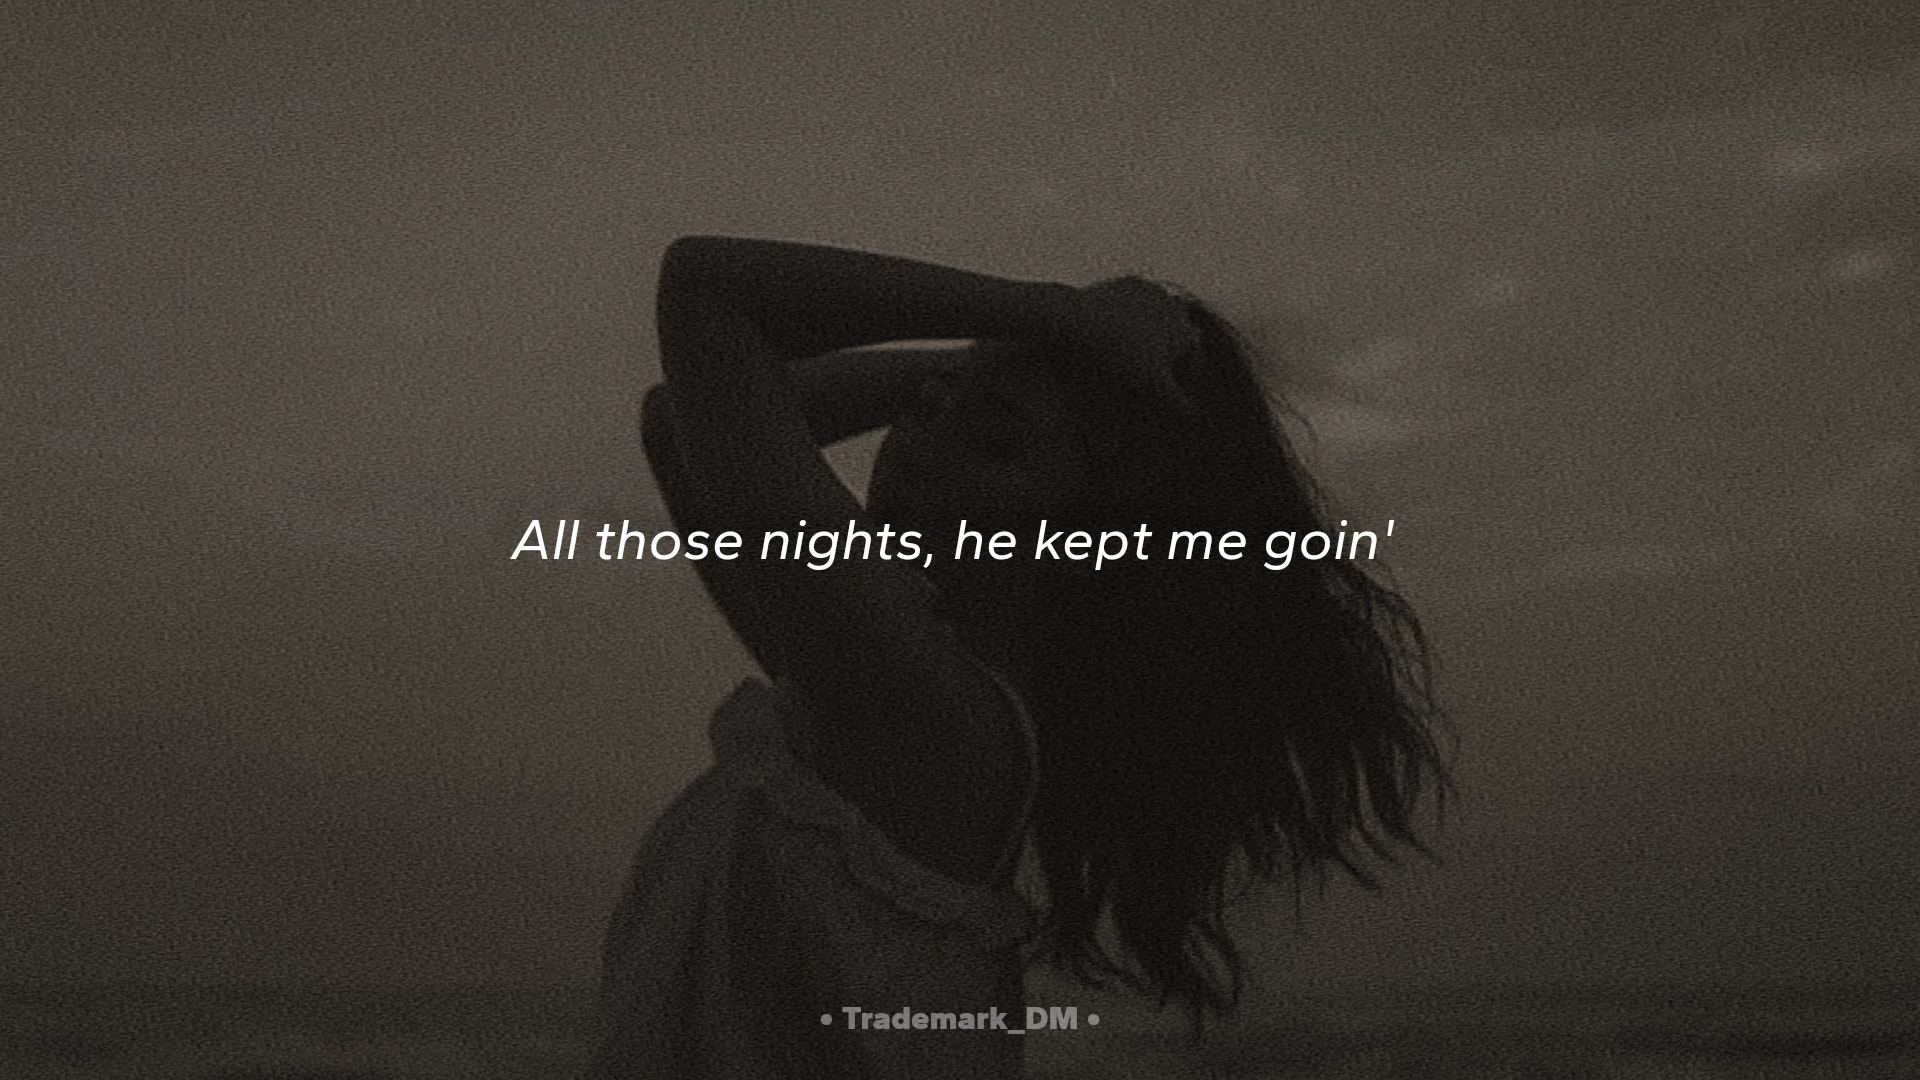 All those nights, he kept me goin'
• Trademark_DM •